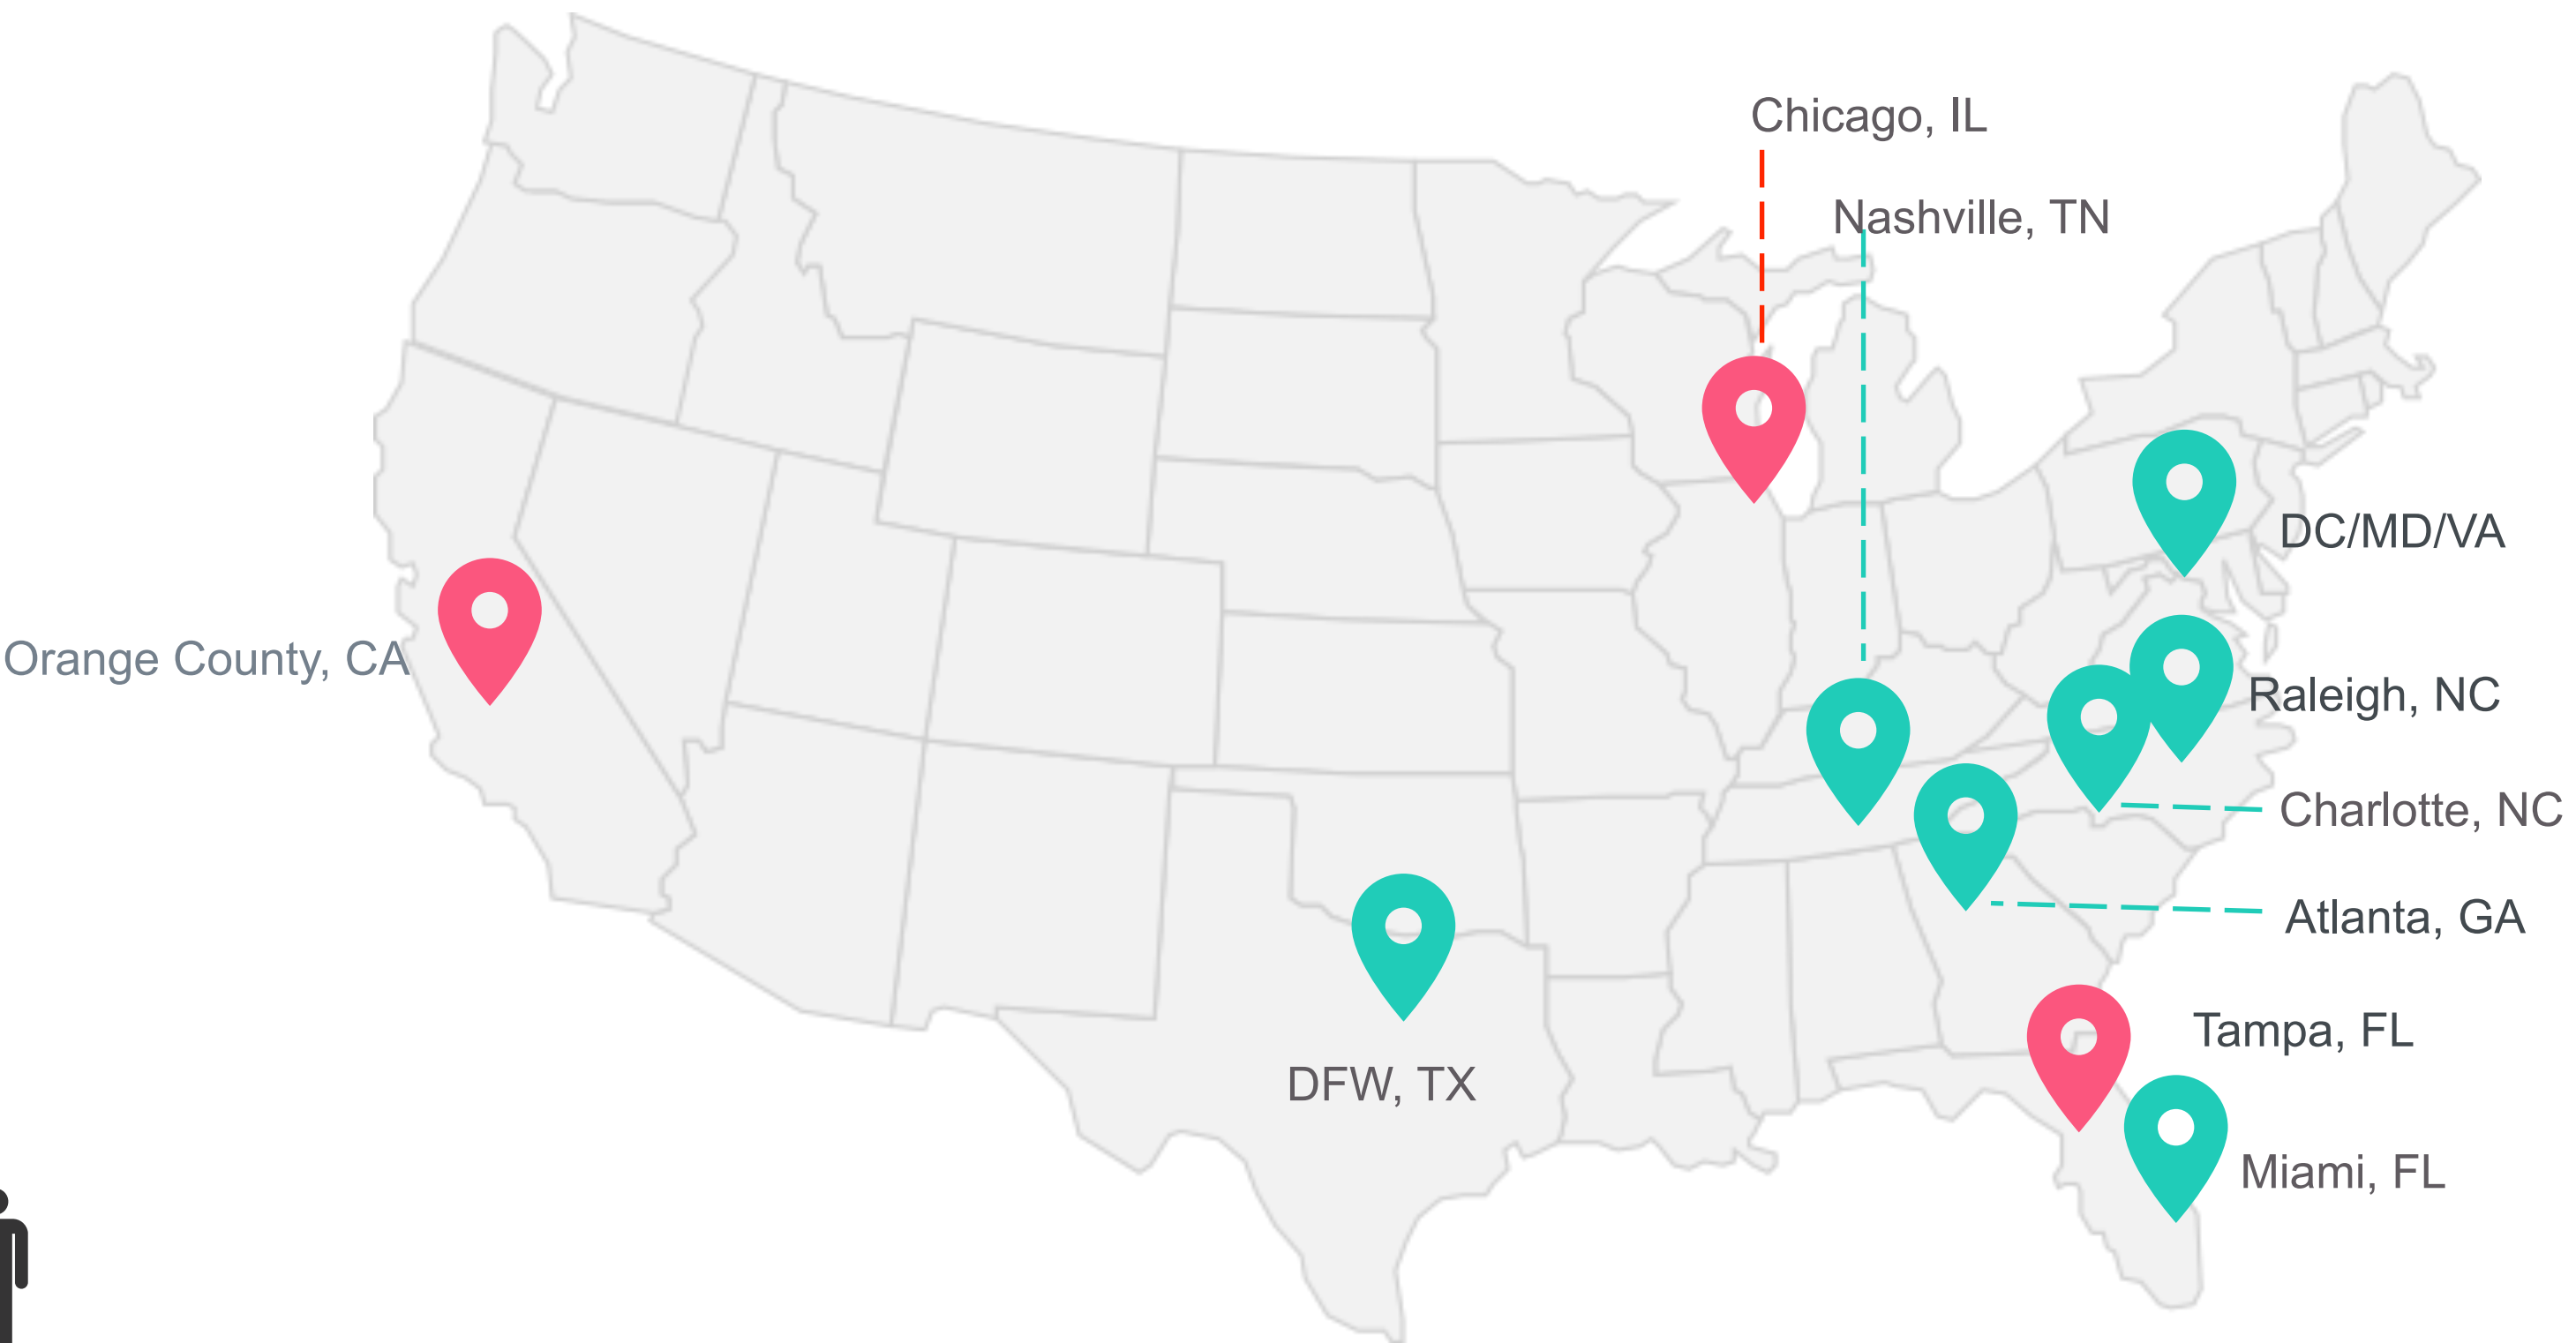 Chicago, IL
Nashville, TN
DC/MD/VA
Orange County, CA
Raleigh, NC
Charlotte, NC
Atlanta, GA
Tampa, FL
DFW, TX
Miami, FL